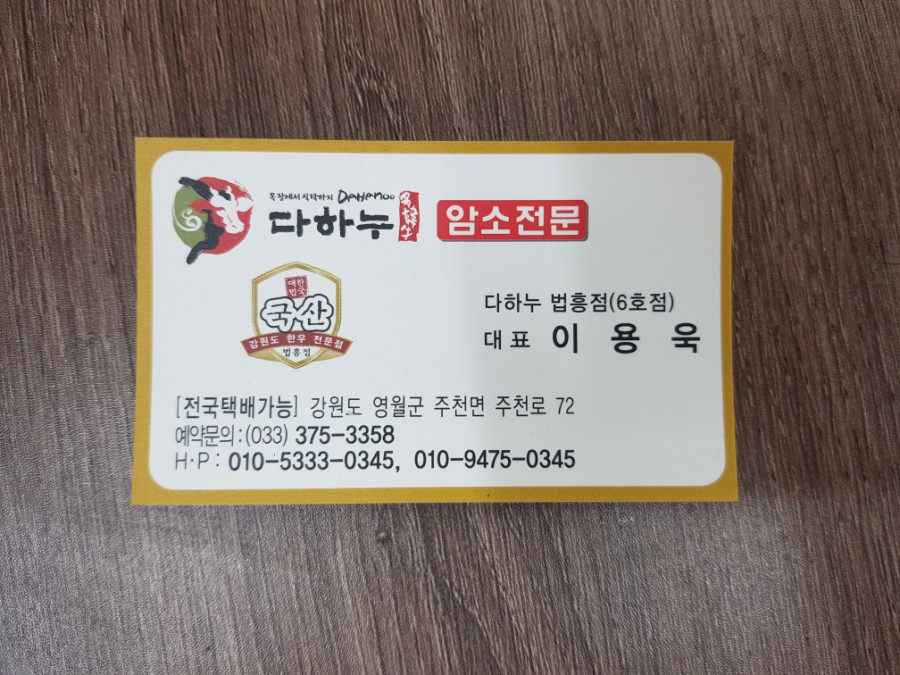 목장에서 식탁까지 DAHANOO
다하누 암소전문
대한
민국
국산
강원도 한우 전문점
법흥점
다하누 법흥점(6호점)
대표 이용욱
[전국택배가능] 강원도 영월군 주천면 주천로 72
예약문의:(033) 375-3358
H·P: 010-5333-0345, 010-9475-0345